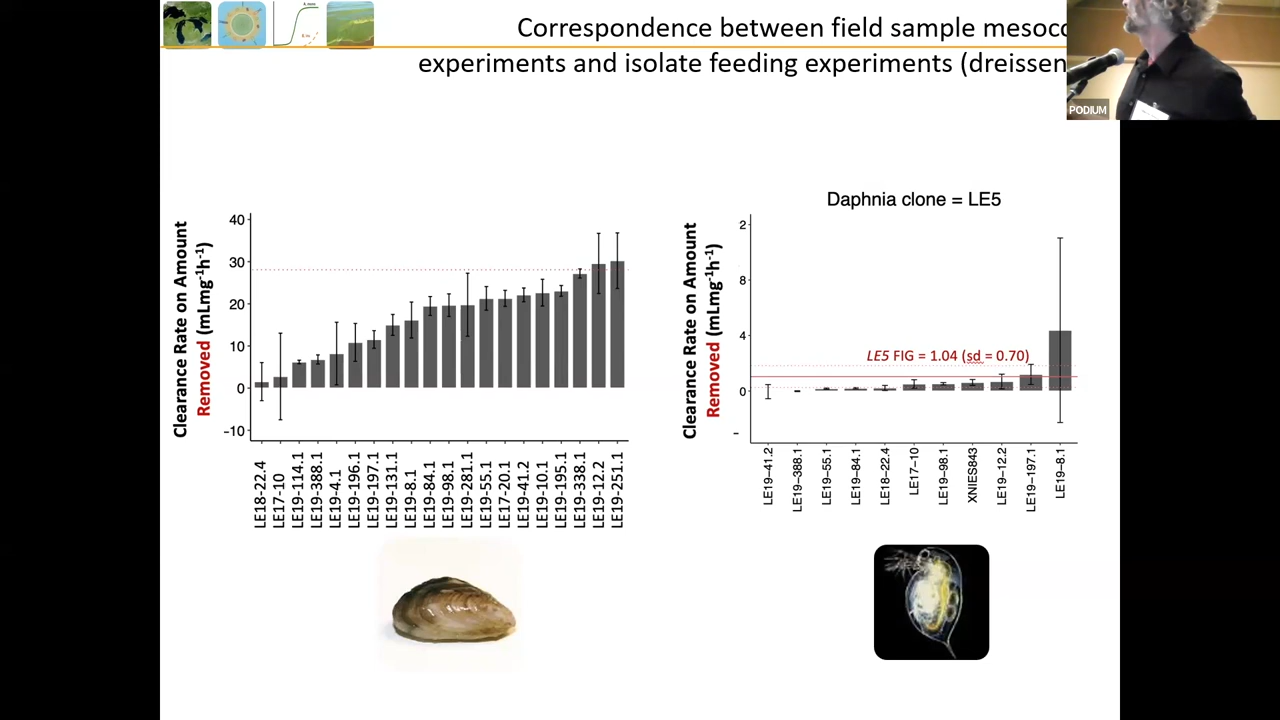 Correspondence between field sample mesoc
experiments and isolate feeding experiments (dreissen
PODIUM
Clearance Rate on Amount
Removed (mLmg⁻¹h⁻¹)
40
30
20
10
0
-10
LE18-22.4
LE17-10
LE19-114.1
LE19-388.1
LE19-4.1
LE19-196.1
LE19-197.1
LE19-131.1
LE19-8.1
LE19-84.1
LE19-98.1
LE19-281.1
LE19-55.1
LE17-20.1
LE19-41.2
LE19-10.1
LE19-195.1
LE19-338.1
LE19-12.2
LE19-251.1
Daphnia clone = LE5
Clearance Rate on Amount
Removed (mLmg⁻¹h⁻¹)
2
8
4
0
-
LE5 FIG = 1.04 (sd = 0.70)
LE19-41.2
LE19-388.1
LE19-55.1
LE19-84.1
LE18-22.4
LE17-10
LE19-98.1
XNIES843
LE19-12.2
LE19-197.1
LE19-8.1